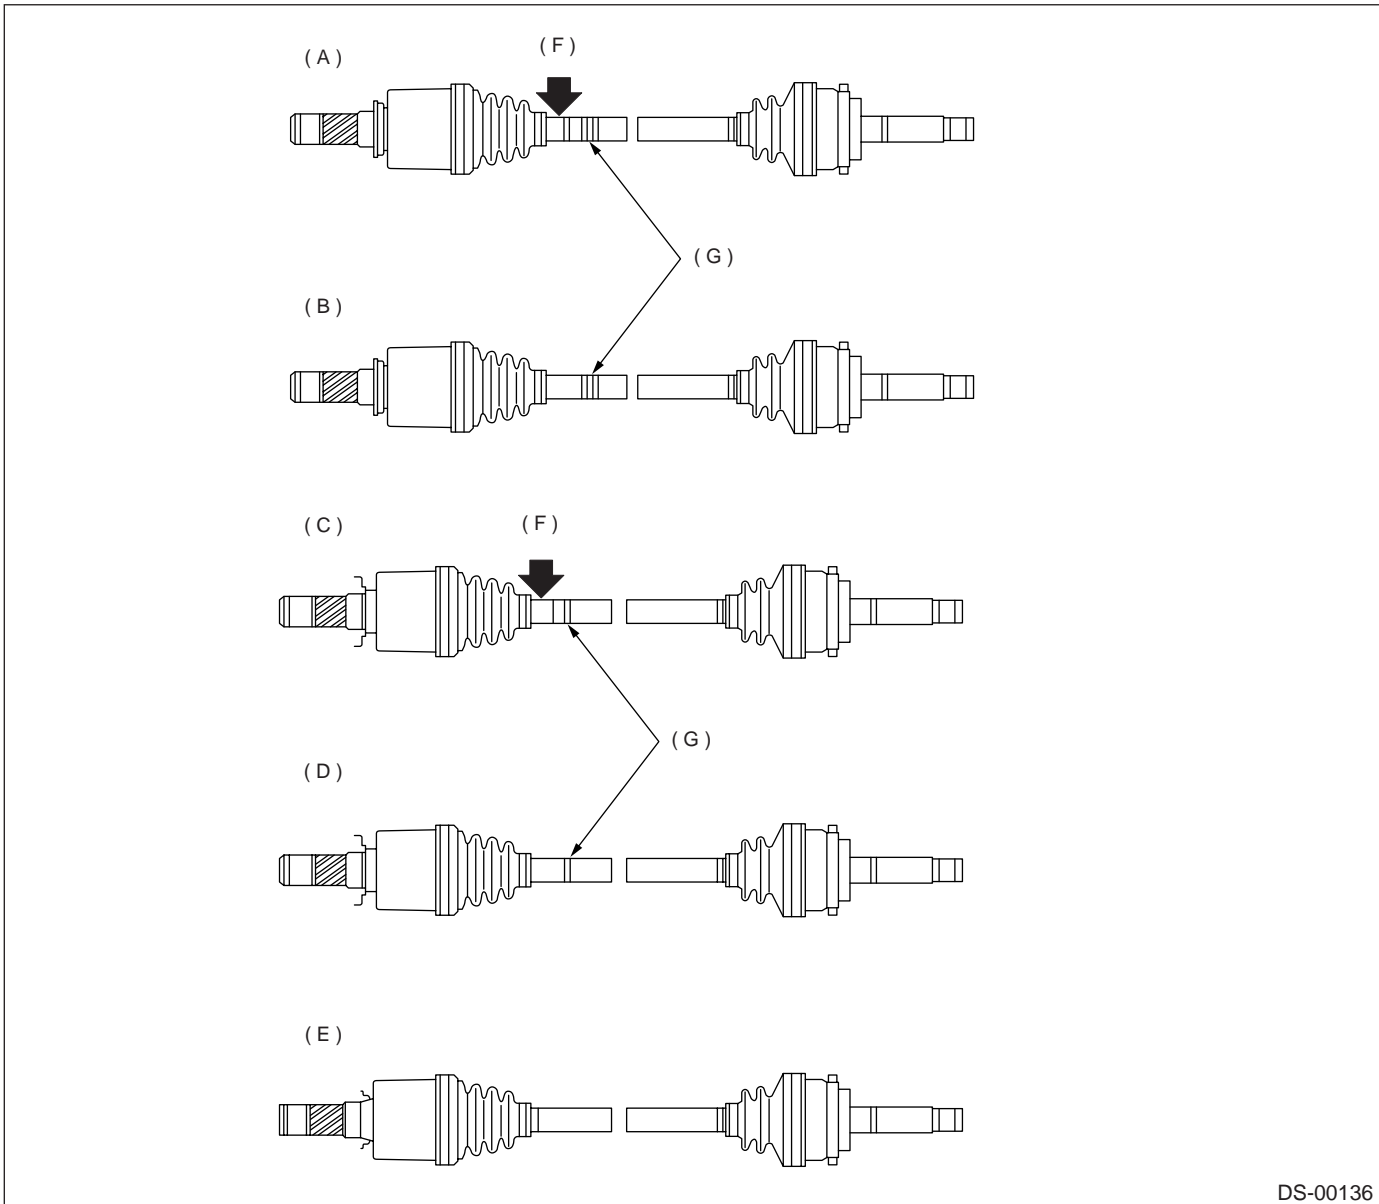 ( A )
( F )
( G )
( B )
( C )
( F )
( G )
( D )
( E )
DS-00136